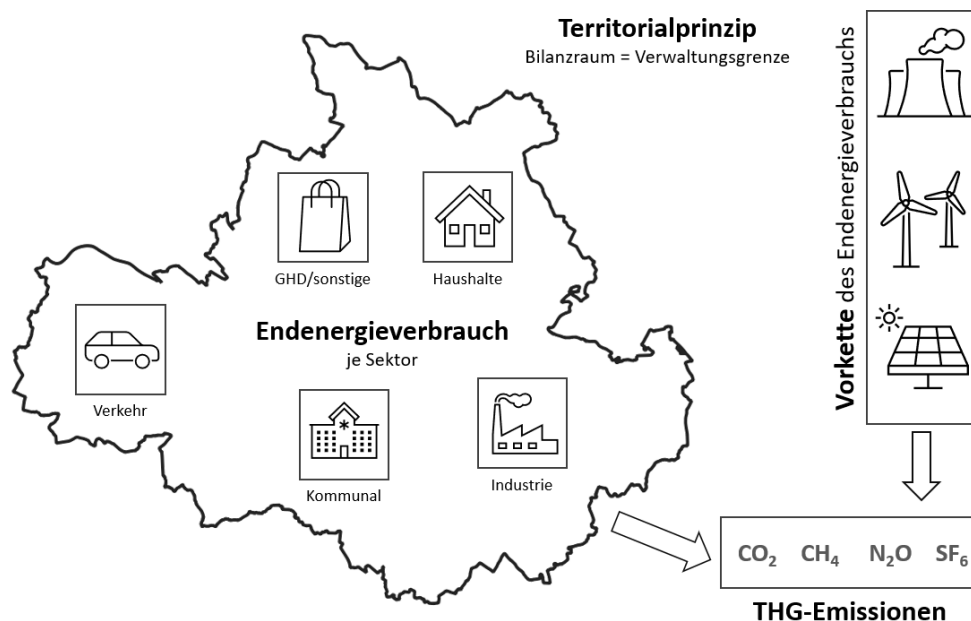 Territorialprinzip
Bilanzraum = Verwaltungsgrenze
GHD/sonstige
Haushalte
Endenergieverbrauch
je Sektor
Verkehr
Kommunal
Industrie
Vorkette des Endenergieverbrauchs
CO₂ CH₄ N₂O SF₆
THG-Emissionen